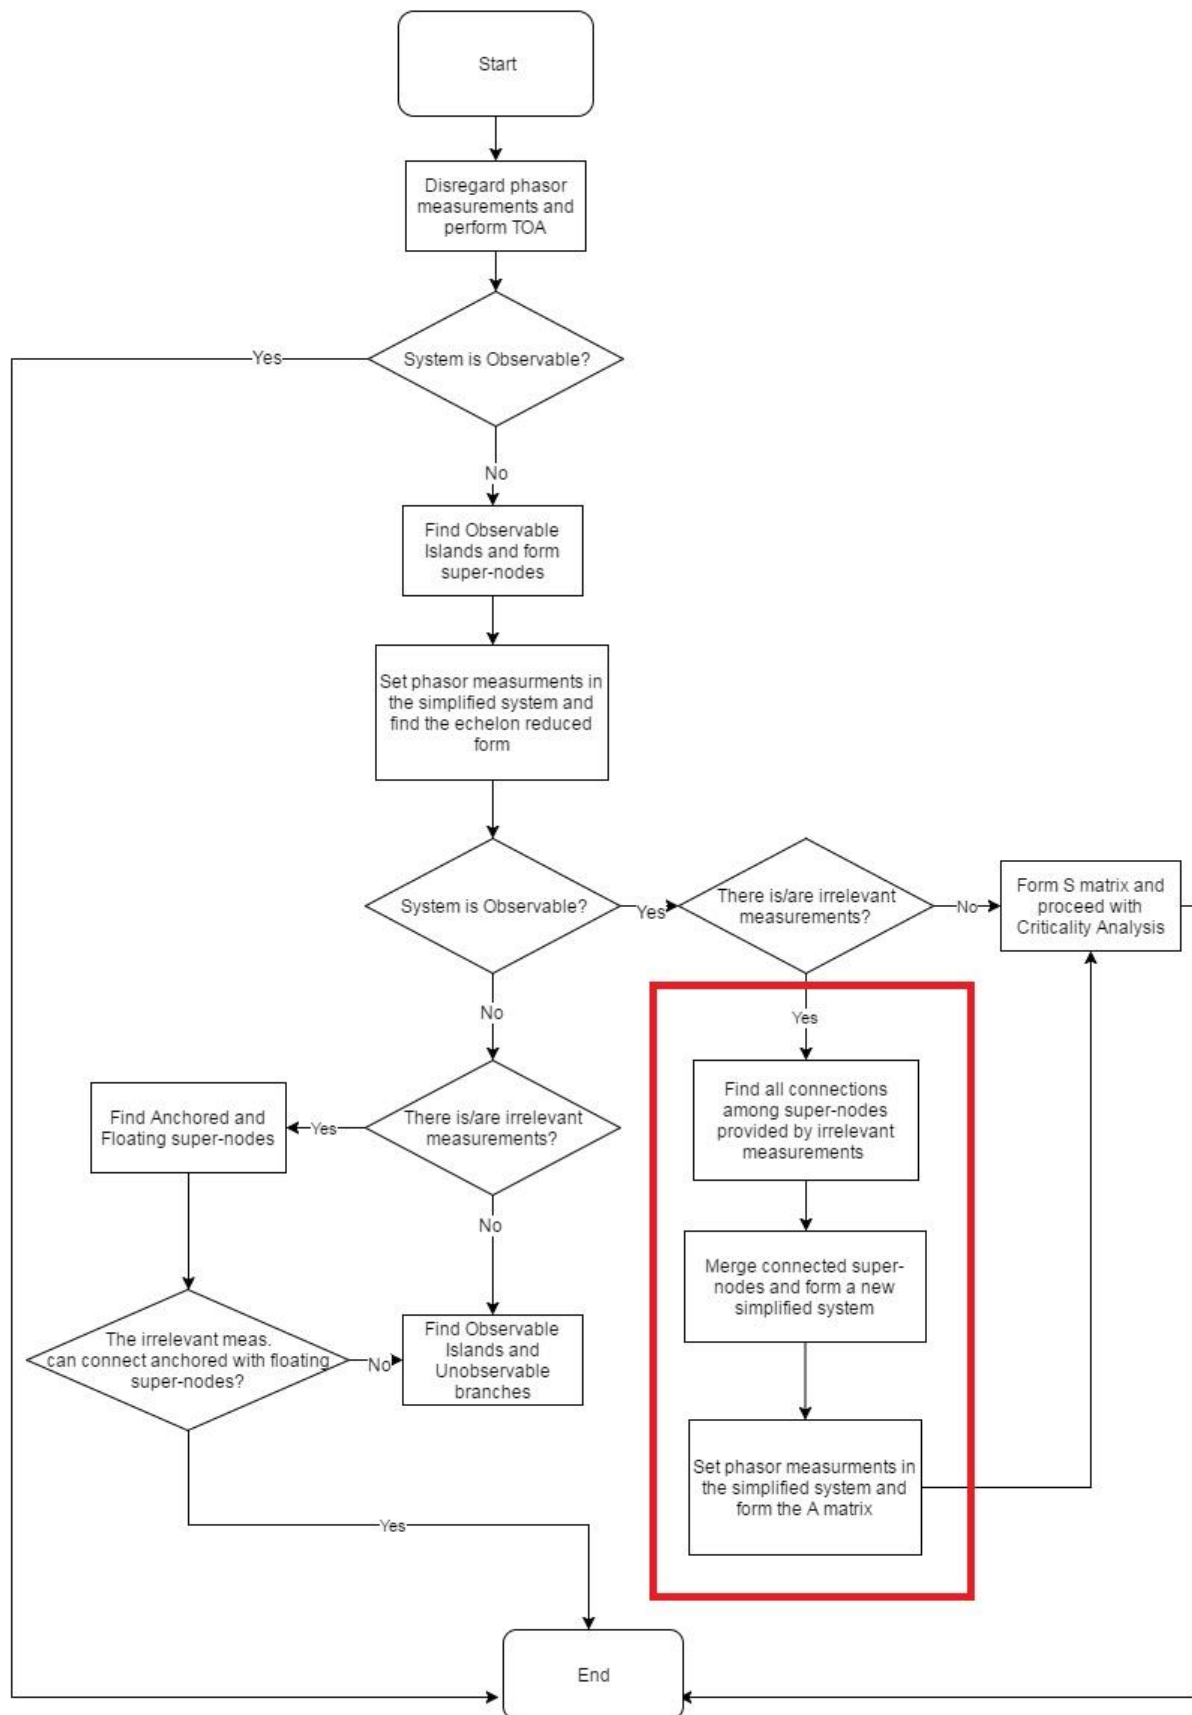 Start
Disregard phasor
measurements and
perform TOA
System is Observable?
Yes
No
Find Observable
Islands and form
super-nodes
Set phasor measurments in
the simplified system and
find the echelon reduced
form
System is Observable?
Yes
There is/are irrelevant
measurements?
No
Form S matrix and
proceed with
Criticality Analysis
No
Yes
Find all connections
among super-nodes
provided by irrelevant
measurements
Find Anchored and
Floating super-nodes
Yes
There is/are irrelevant
measurements?
No
Merge connected super-
nodes and form a new
simplified system
The irrelevant meas.
can connect anchored with floating
super-nodes?
No
Find Observable
Islands and
Unobservable
branches
Set phasor measurments in
the simplified system and
form the A matrix
Yes
End